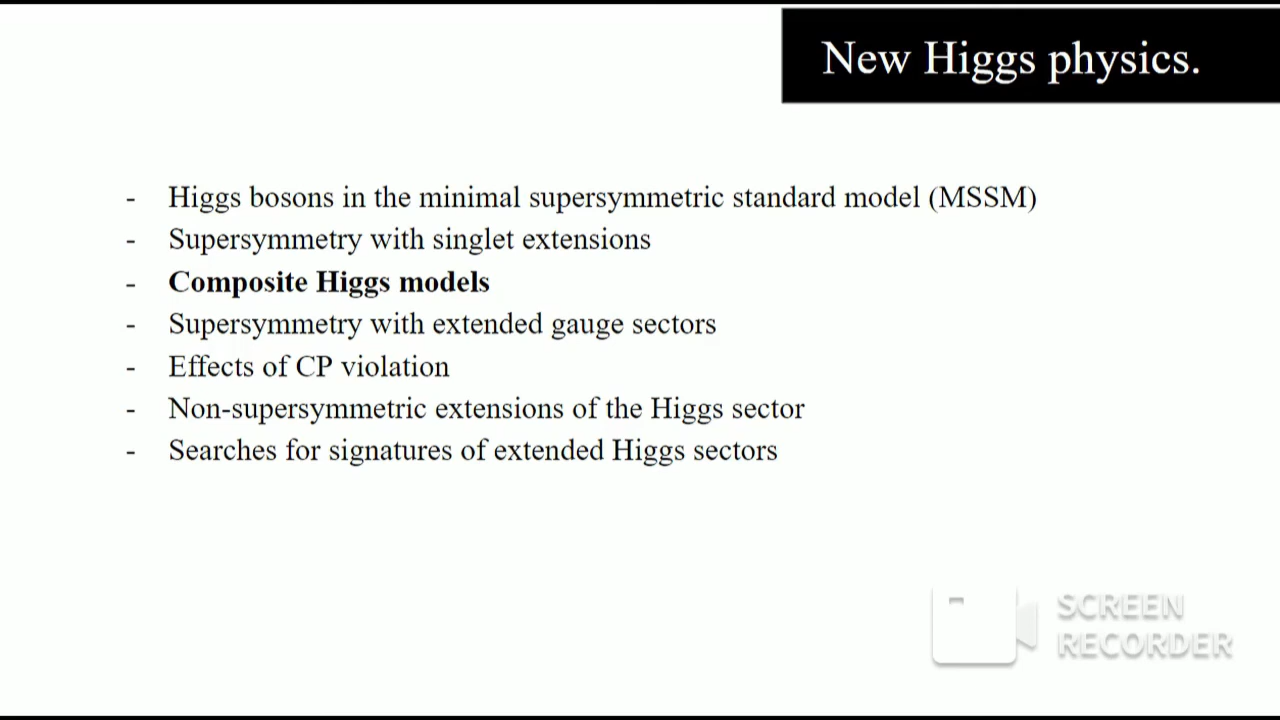 New Higgs physics.
- Higgs bosons in the minimal supersymmetric standard model (MSSM)
- Supersymmetry with singlet extensions
- Composite Higgs models
- Supersymmetry with extended gauge sectors
- Effects of CP violation
- Non-supersymmetric extensions of the Higgs sector
- Searches for signatures of extended Higgs sectors
SCREEN
RECORDER